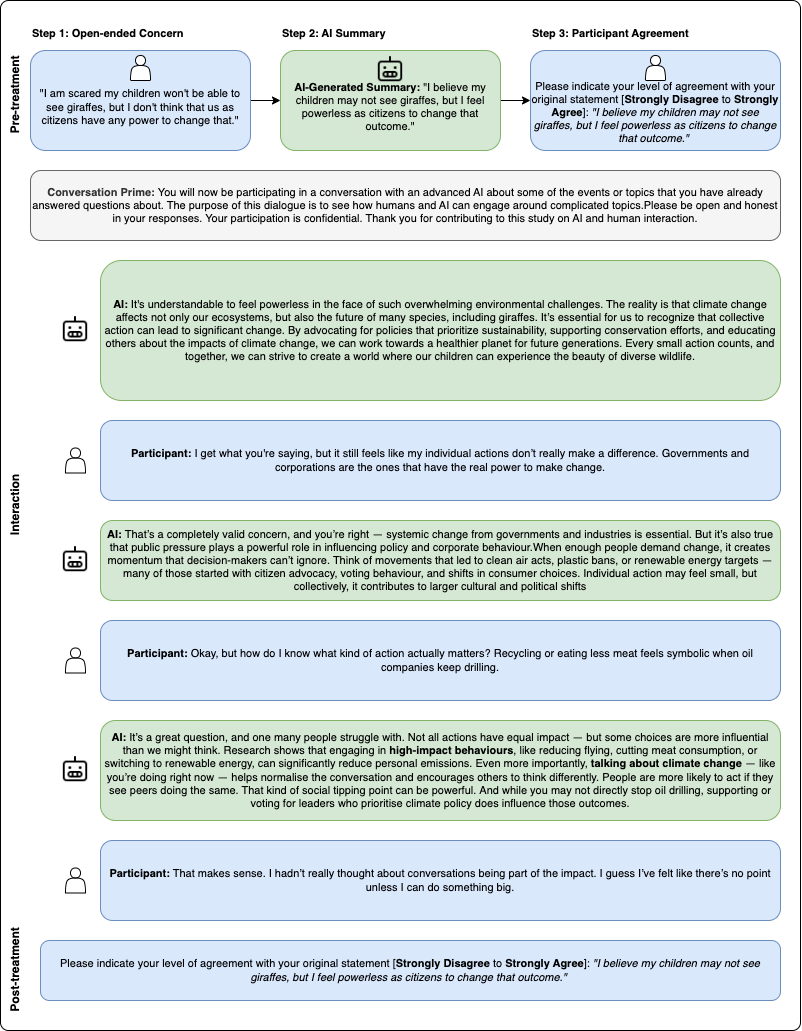 Step 1: Open-ended Concern
Step 2: AI Summary
Step 3: Participant Agreement
Pre-treatment
"I am scared my children won't be able to
see giraffes, but I don't think that us as
citizens have any power to change that."
AI-Generated Summary: "I believe my
children may not see giraffes, but I feel
powerless as citizens to change that
outcome."
Please indicate your level of agreement with your
original statement [Strongly Disagree to Strongly
Agree]: "I believe my children may not see
giraffes, but I feel powerless as citizens to change
that outcome."
Conversation Prime: You will now be participating in a conversation with an advanced AI about some of the events or topics that you have already
answered questions about. The purpose of this dialogue is to see how humans and AI can engage around complicated topics.Please be open and honest
in your responses. Your participation is confidential. Thank you for contributing to this study on AI and human interaction.
Interaction
AI: It's understandable to feel powerless in the face of such overwhelming environmental challenges. The reality is that climate change
affects not only our ecosystems, but also the future of many species, including giraffes. It's essential for us to recognize that collective
action can lead to significant change. By advocating for policies that prioritize sustainability, supporting conservation efforts, and educating
others about the impacts of climate change, we can work towards a healthier planet for future generations. Every small action counts, and
together, we can strive to create a world where our children can experience the beauty of diverse wildlife.
Participant: I get what you're saying, but it still feels like my individual actions don't really make a difference. Governments and
corporations are the ones that have the real power to make change.
AI: That's a completely valid concern, and you're right — systemic change from governments and industries is essential. But it's also true
that public pressure plays a powerful role in influencing policy and corporate behaviour.When enough people demand change, it creates
momentum that decision-makers can't ignore. Think of movements that led to clean air acts, plastic bans, or renewable energy targets —
many of those started with citizen advocacy, voting behaviour, and shifts in consumer choices. Individual action may feel small, but
collectively, it contributes to larger cultural and political shifts
Participant: Okay, but how do I know what kind of action actually matters? Recycling or eating less meat feels symbolic when oil
companies keep drilling.
AI: It's a great question, and one many people struggle with. Not all actions have equal impact — but some choices are more influential
than we might think. Research shows that engaging in high-impact behaviours, like reducing flying, cutting meat consumption, or
switching to renewable energy, can significantly reduce personal emissions. Even more importantly, talking about climate change — like
you're doing right now — helps normalise the conversation and encourages others to think differently. People are more likely to act if they
see peers doing the same. That kind of social tipping point can be powerful. And while you may not directly stop oil drilling, supporting or
voting for leaders who prioritise climate policy does influence those outcomes.
Participant: That makes sense. I hadn't really thought about conversations being part of the impact. I guess I've felt like there's no point
unless I can do something big.
Post-treatment
Please indicate your level of agreement with your original statement [Strongly Disagree to Strongly Agree]: "I believe my children may not see
giraffes, but I feel powerless as citizens to change that outcome."